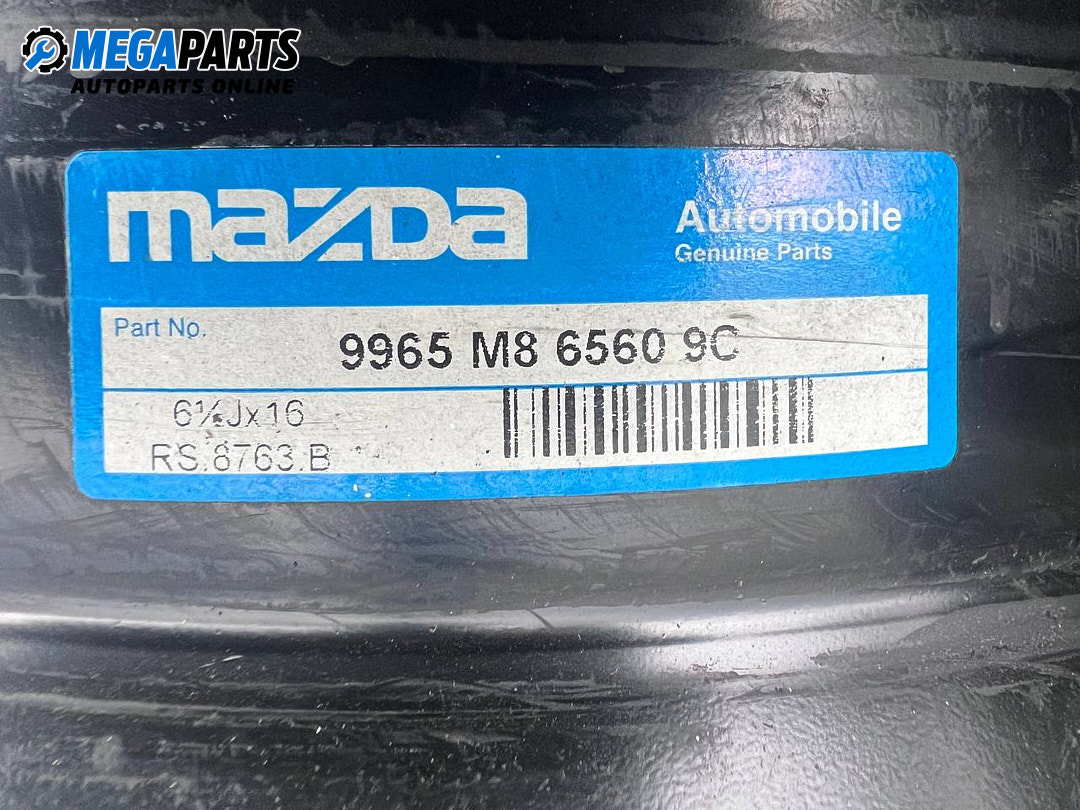 MEGAPARTS
AUTOPARTS ONLINE
mazda
Automobile
Genuine Parts
Part No.
9965 M8 6560 9C
6½Jx16
RS.8763.B